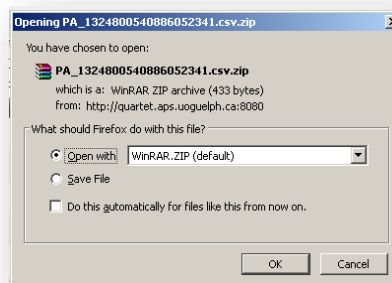 Opening PA_1324800540886052341.csv.zip
You have chosen to open:
PA_1324800540886052341.csv.zip
which is a: WinRAR ZIP archive (433 bytes)
from: http://quartet.aps.uoguelph.ca:8080
What should Firefox do with this file?
Open with WinRAR.ZIP (default)
Save File
Do this automatically for files like this from now on.
OK Cancel